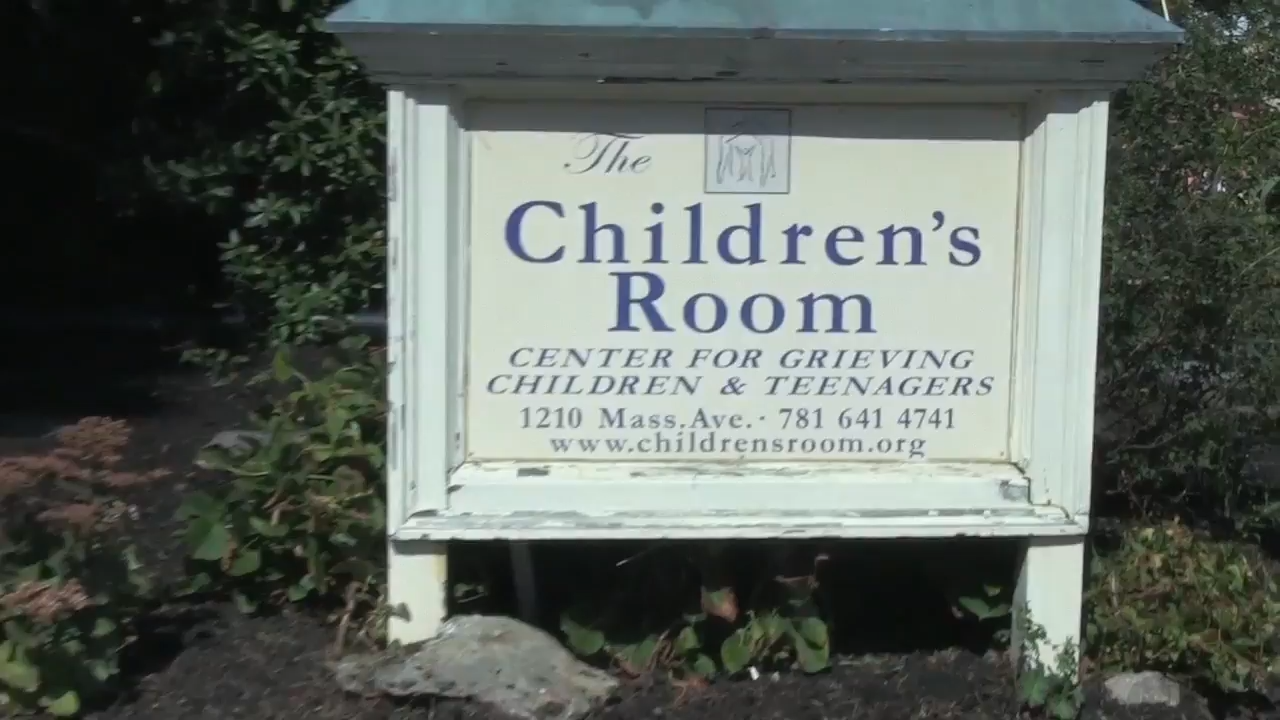 The
Children's
Room
CENTER FOR GRIEVING
CHILDREN & TEENAGERS
1210 Mass. Ave. · 781 641 4741
www.childrensroom.org